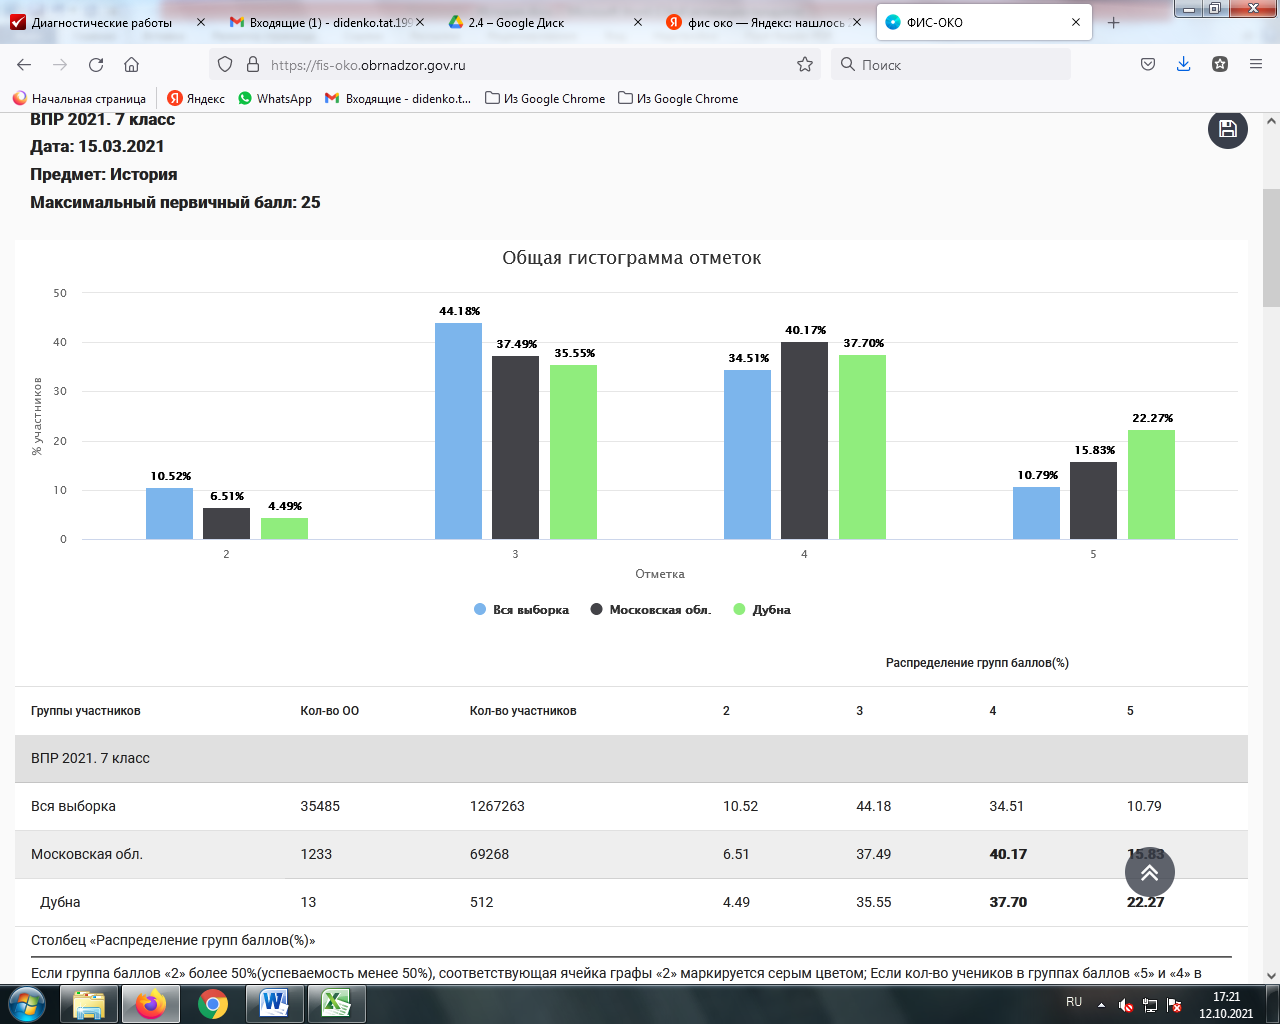 Диагностические работы
Входящие (1) - didenko.tat.199
2.4 – Google Диск
фис око — Яндекс: нашлось
ФИС-ОКО
https://fis-oko.obrnadzor.gov.ru
Поиск
Начальная страница
Яндекс
WhatsApp
Входящие - didenko.t...
Из Google Chrome
Из Google Chrome
ВПР 2021. 7 класс
Дата: 15.03.2021
Предмет: История
Максимальный первичный балл: 25
Общая гистограмма отметок
50
40
30
20
10
0
% участников
10.52%
6.51%
4.49%
44.18%
37.49%
35.55%
34.51%
40.17%
37.70%
10.79%
15.83%
22.27%
2 3 4 5
Отметка
Вся выборка Московская обл. Дубна
Распределение групп баллов(%)
Группы участников Кол-во ОО Кол-во участников 2 3 4 5
ВПР 2021. 7 класс
Вся выборка 35485 1267263 10.52 44.18 34.51 10.79
Московская обл. 1233 69268 6.51 37.49 40.17 15.83
Дубна 13 512 4.49 35.55 37.70 22.27
Столбец «Распределение групп баллов(%)»
Если группа баллов «2» более 50%(успеваемость менее 50%), соответствующая ячейка графы «2» маркируется серым цветом; Если кол-во учеников в группах баллов «5» и «4» в
RU
17:21
12.10.2021